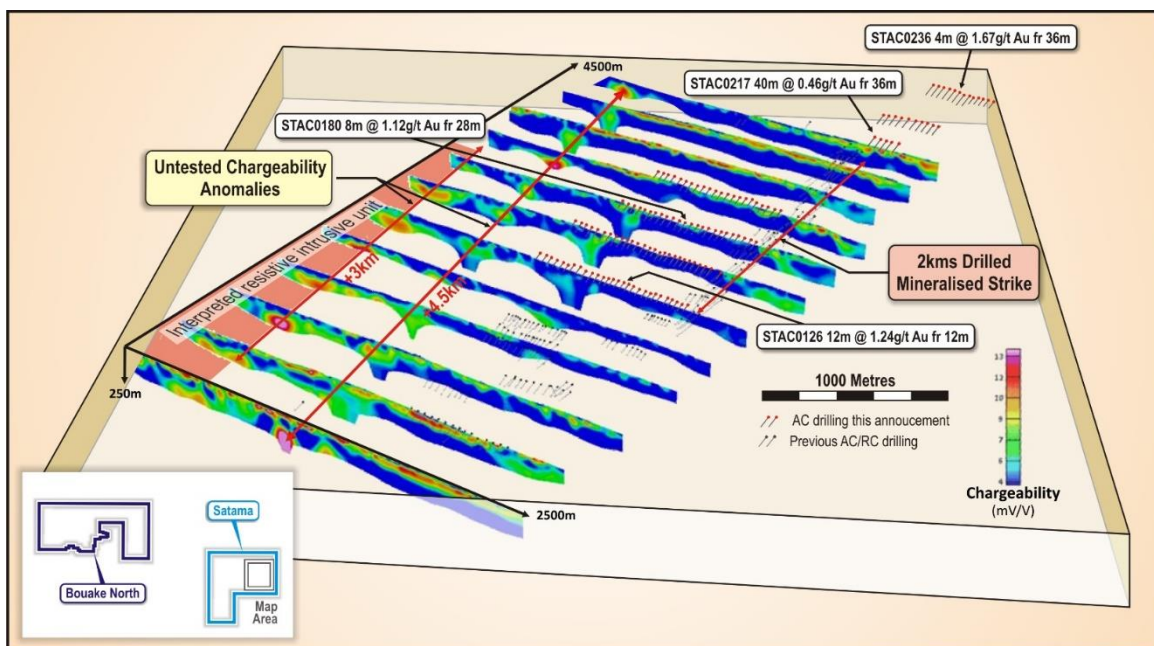 STAC0236 4m @ 1.67g/t Au fr 36m
4500m
STAC0217 40m @ 0.46g/t Au fr 36m
STAC0180 8m @ 1.12g/t Au fr 28m
Untested Chargeability
Anomalies
Interpreted resistive intrusive unit
+3km
+4.5km
2kms Drilled
Mineralised Strike
STAC0126 12m @ 1.24g/t Au fr 12m
250m
2500m
1000 Metres
AC drilling this annoucement
Previous AC/RC drilling
13
12
10
9
7
6
4
Chargeability
(mV/V)
Satama
Bouake North
Map
Area